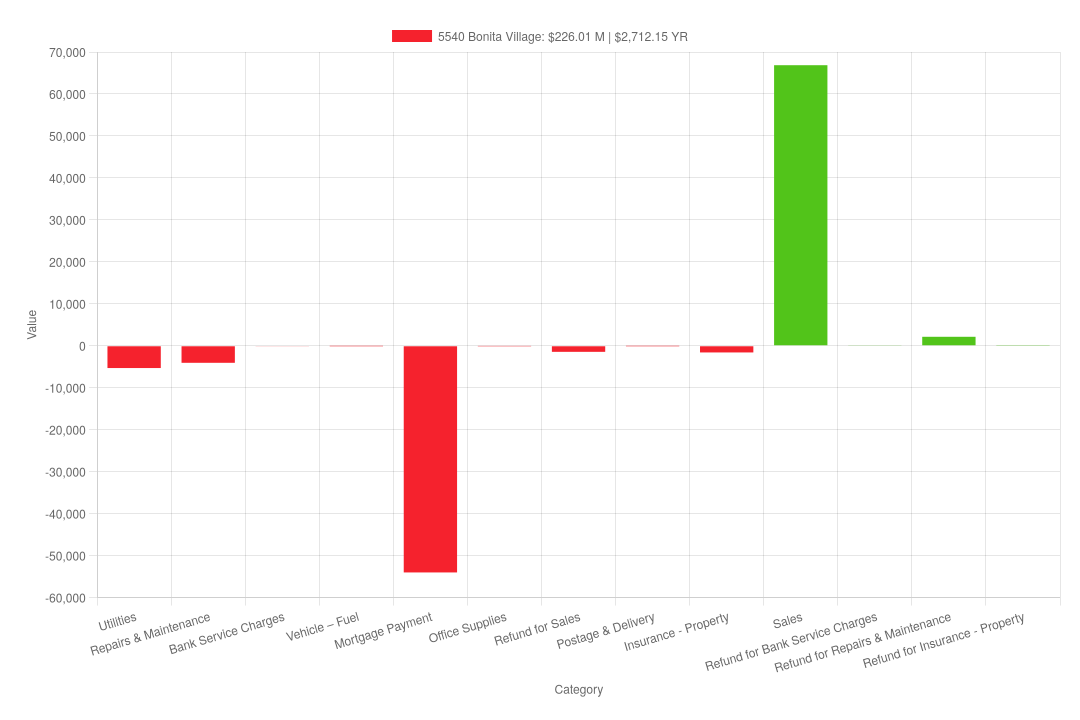 5540 Bonita Village: $226.01 M | $2,712.15 YR
70,000
60,000
50,000
40,000
30,000
20,000
10,000
0
-10,000
-20,000
-30,000
-40,000
-50,000
-60,000
Value
Utilities
Repairs & Maintenance
Bank Service Charges
Vehicle – Fuel
Mortgage Payment
Office Supplies
Refund for Sales
Postage & Delivery
Insurance - Property
Sales
Refund for Bank Service Charges
Refund for Repairs & Maintenance
Refund for Insurance - Property
Category